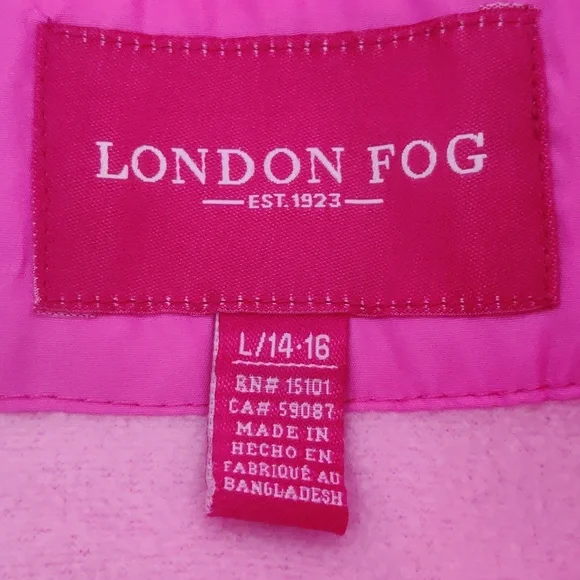 LONDON FOG
EST. 1923
L/14·16
RN# 15101
CA# 59087
MADE IN
HECHO EN
FABRIQUÉ AU
BANGLADESH